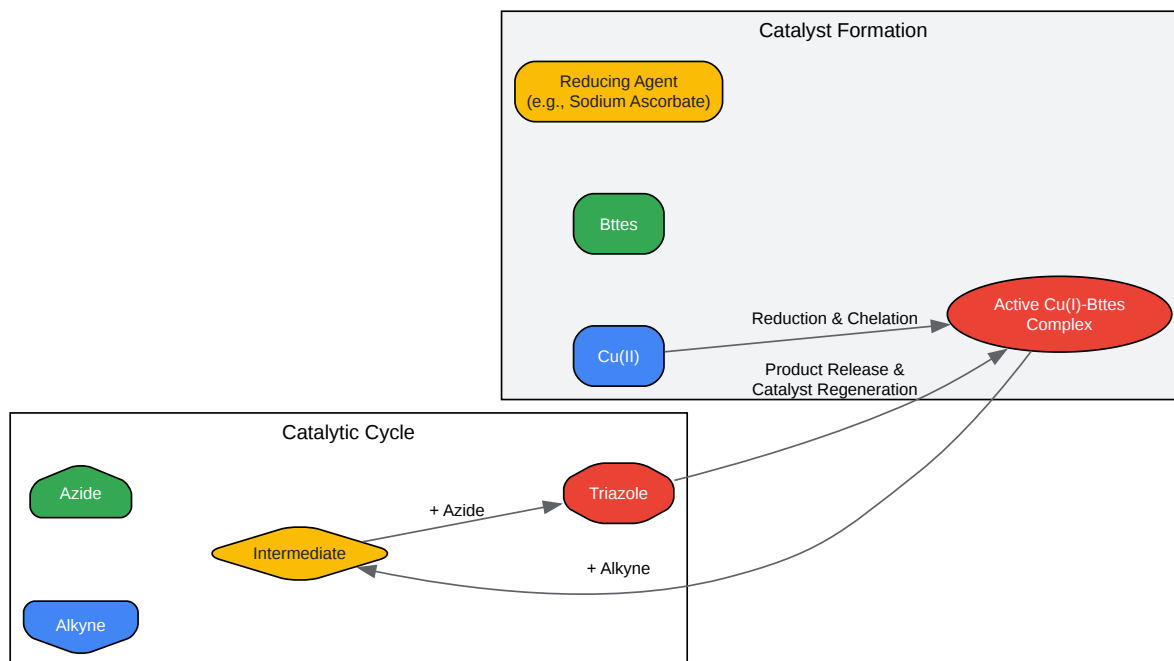 Catalyst Formation
Reducing Agent
(e.g., Sodium Ascorbate)
Bttes
Active Cu(I)-Bttes
Complex
Reduction & Chelation
Cu(II)
Product Release &
Catalyst Regeneration
Catalytic Cycle
Azide
Triazole
+ Azide
Intermediate
+ Alkyne
Alkyne